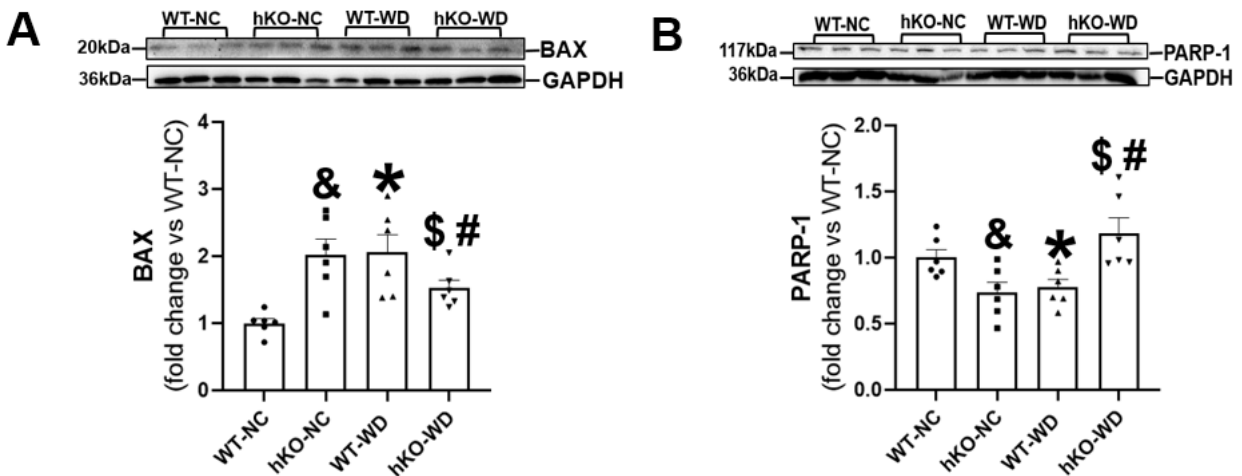 A
WT-NC hKO-NC WT-WD hKO-WD
20kDa BAX
36kDa GAPDH
BAX
(fold change vs WT-NC)
4
3
2
1
0
&
*
$ #
WT-NC
hKO-NC
WT-WD
hKO-WD
B
WT-NC hKO-NC WT-WD hKO-WD
117kDa PARP-1
36kDa GAPDH
PARP-1
(fold change vs WT-NC)
2.0
1.5
1.0
0.5
0.0
&
*
$ #
WT-NC
hKO-NC
WT-WD
hKO-WD